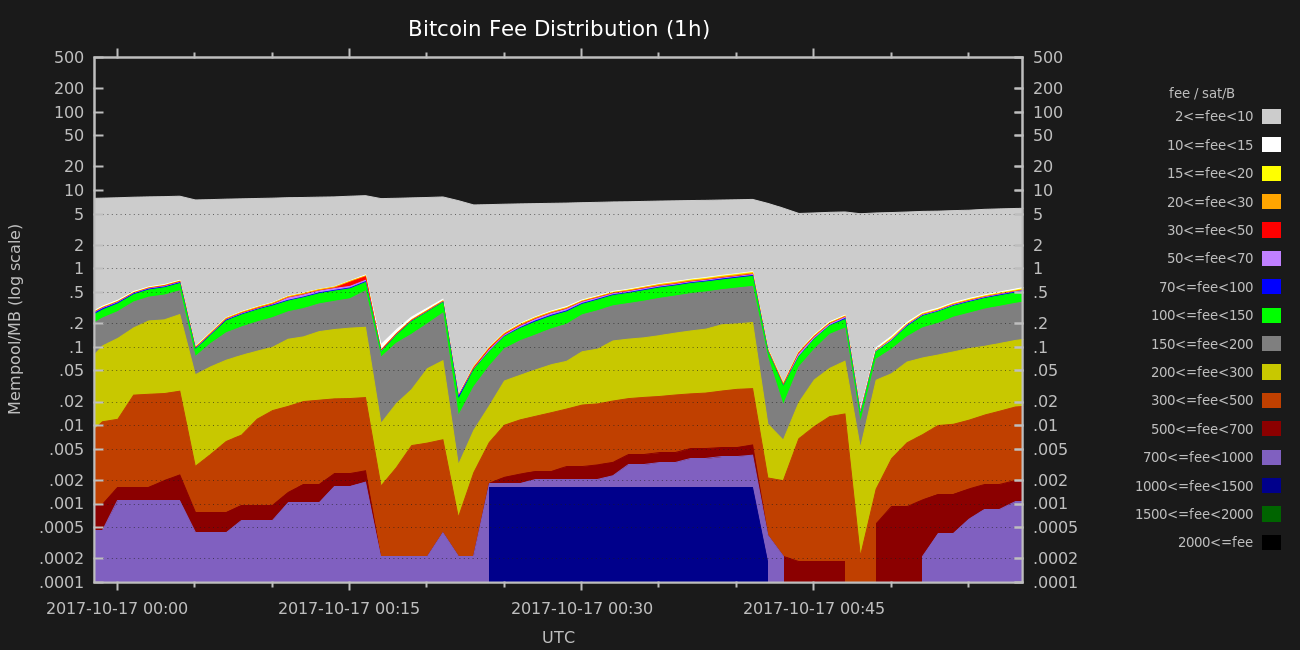 Bitcoin Fee Distribution (1h)
500 500
200 200
100 100
50 50
20 20
10 10
5 5
2 2
1 1
.5 .5
.2 .2
.1 .1
.05 .05
.02 .02
.01 .01
.005 .005
.002 .002
.001 .001
.0005 .0005
.0002 .0002
.0001 .0001
Mempool/MB (log scale)
2017-10-17 00:00 2017-10-17 00:15 2017-10-17 00:30 2017-10-17 00:45
UTC
fee / sat/B
2<=fee<10
10<=fee<15
15<=fee<20
20<=fee<30
30<=fee<50
50<=fee<70
70<=fee<100
100<=fee<150
150<=fee<200
200<=fee<300
300<=fee<500
500<=fee<700
700<=fee<1000
1000<=fee<1500
1500<=fee<2000
2000<=fee